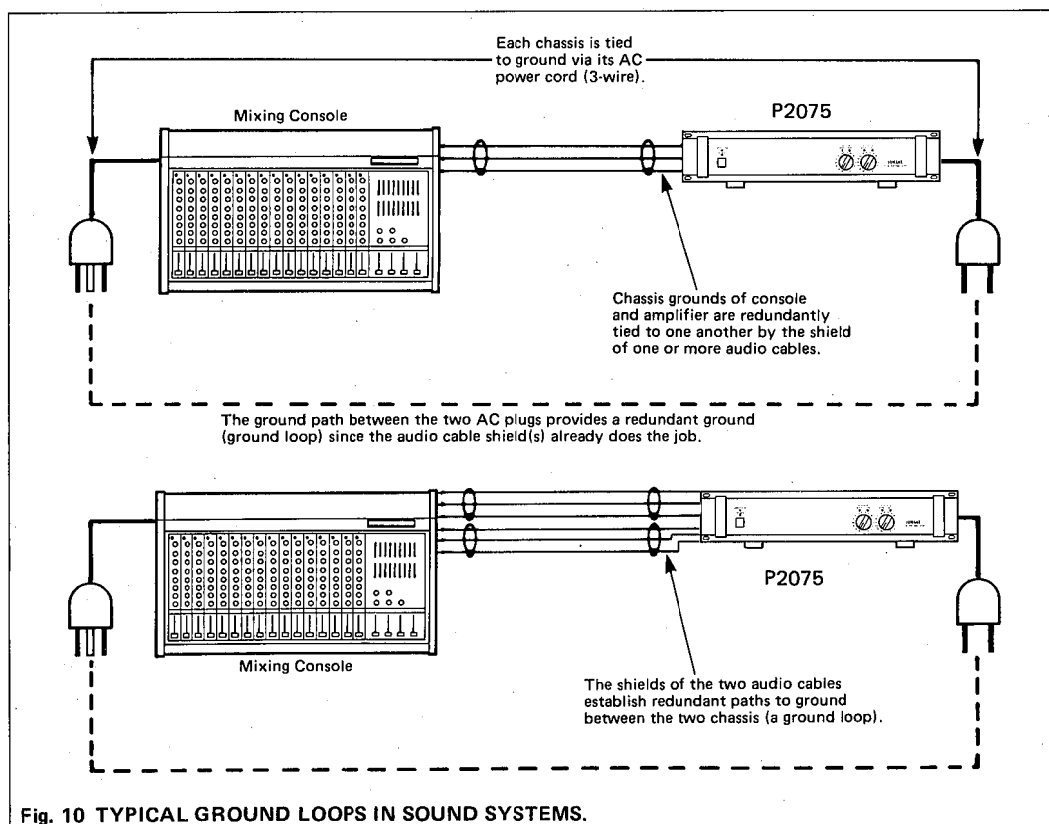 Each chassis is tied
to ground via its AC
power cord (3-wire).
Mixing Console
P2075
Chassis grounds of console
and amplifier are redundantly
tied to one another by the shield
of one or more audio cables.
The ground path between the two AC plugs provides a redundant ground
(ground loop) since the audio cable shield(s) already does the job.
P2075
Mixing Console
The shields of the two audio cables
establish redundant paths to ground
between the two chassis (a ground loop).
Fig. 10 TYPICAL GROUND LOOPS IN SOUND SYSTEMS.